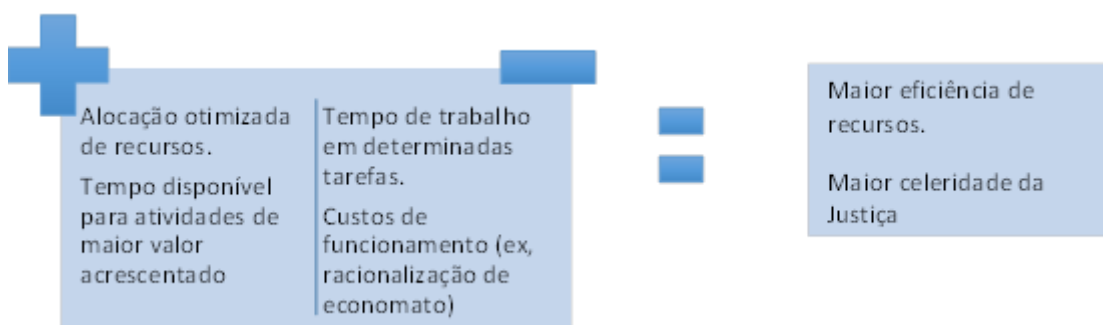 Alocação otimizada
de recursos.
Tempo disponível
para atividades de
maior valor
acrescentado
Tempo de trabalho
em determinadas
tarefas.
Custos de
funcionamento (ex,
racionalização de
economato)
Maior eficiência de
recursos.
Maior celeridade da
Justiça